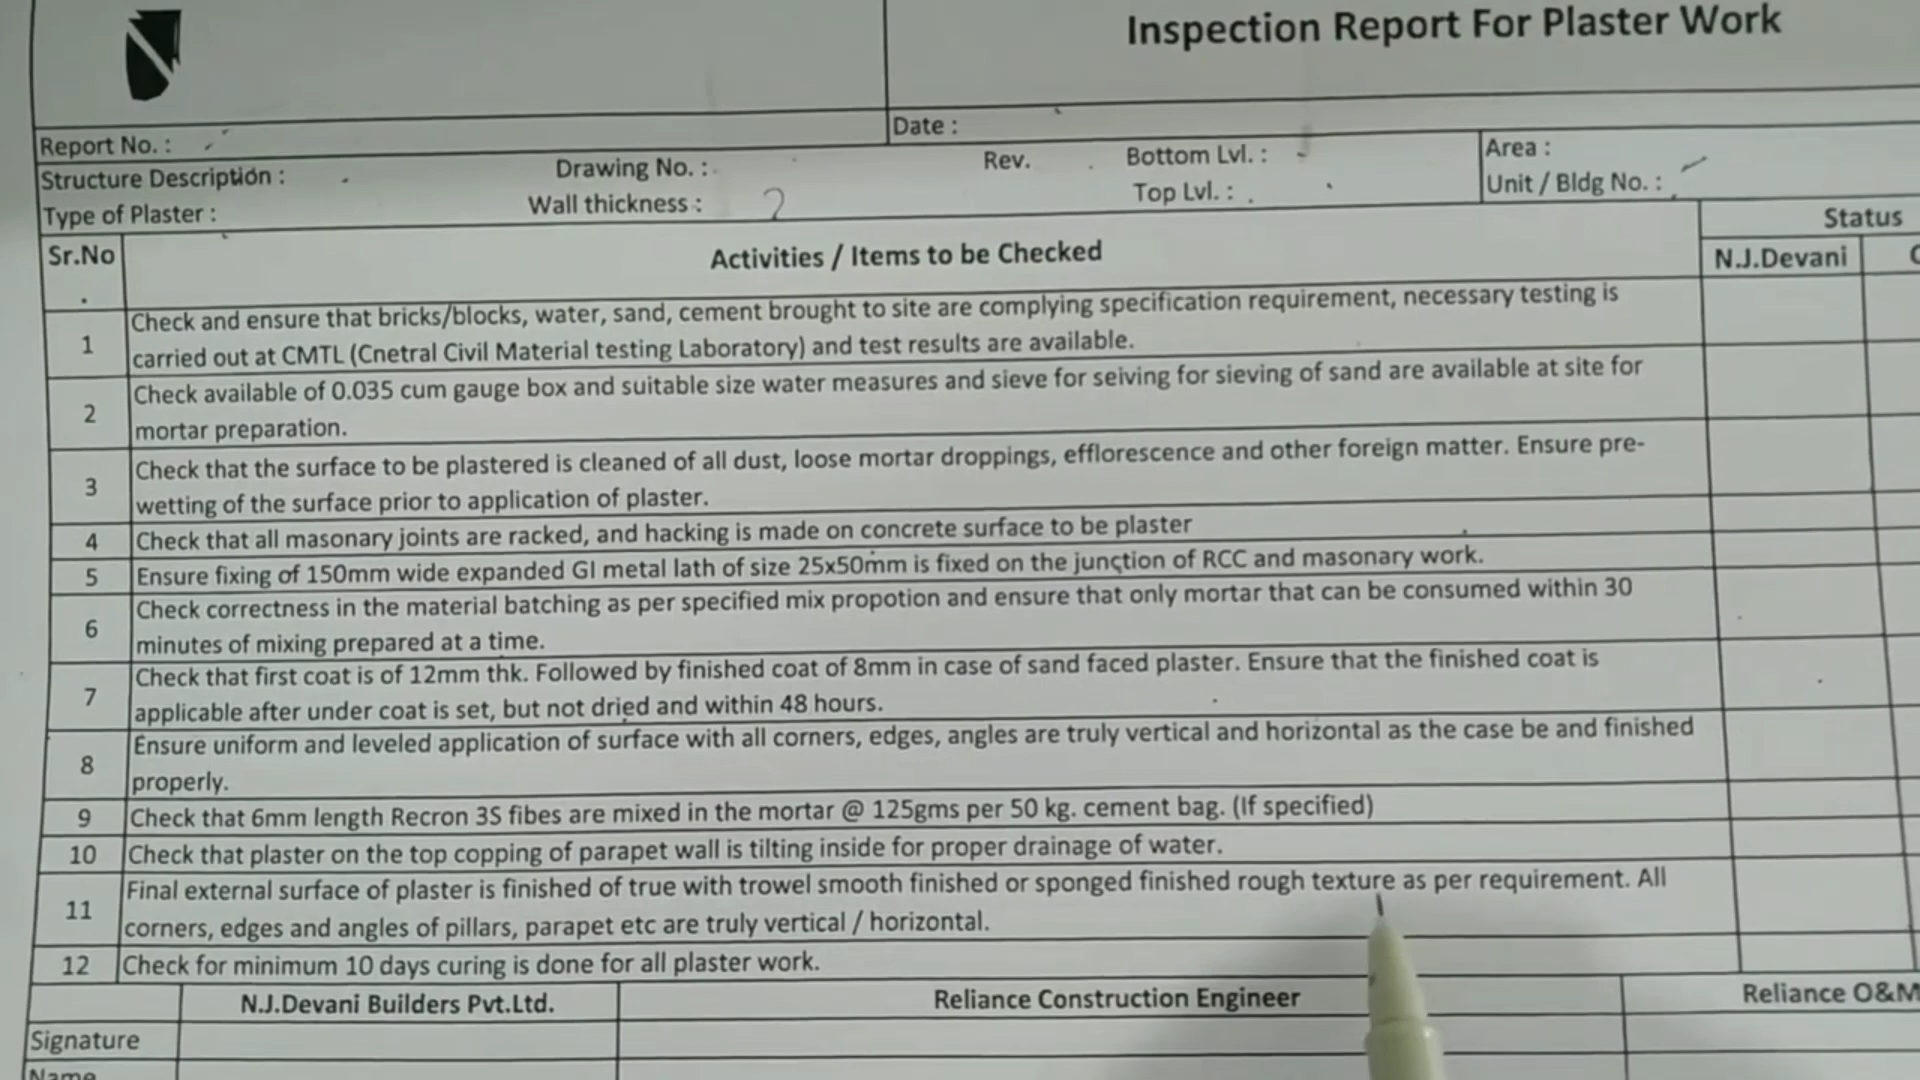 Inspection Report For Plaster Work
Report No. :
Date :
Structure Description :
Drawing No. :
Rev.
Bottom Lvl. :
Area :
Type of Plaster :
Wall thickness : 2
Top Lvl. :
Unit / Bldg No. :
Sr.No
.
Activities / Items to be Checked
Status
N.J.Devani
1
Check and ensure that bricks/blocks, water, sand, cement brought to site are complying specification requirement, necessary testing is
carried out at CMTL (Cnetral Civil Material testing Laboratory) and test results are available.
2
Check available of 0.035 cum gauge box and suitable size water measures and sieve for seiving for sieving of sand are available at site for
mortar preparation.
3
Check that the surface to be plastered is cleaned of all dust, loose mortar droppings, efflorescence and other foreign matter. Ensure pre-
wetting of the surface prior to application of plaster.
4
Check that all masonary joints are racked, and hacking is made on concrete surface to be plaster
5
Ensure fixing of 150mm wide expanded GI metal lath of size 25x50mm is fixed on the junction of RCC and masonary work.
6
Check correctness in the material batching as per specified mix propotion and ensure that only mortar that can be consumed within 30
minutes of mixing prepared at a time.
7
Check that first coat is of 12mm thk. Followed by finished coat of 8mm in case of sand faced plaster. Ensure that the finished coat is
applicable after under coat is set, but not dried and within 48 hours.
8
Ensure uniform and leveled application of surface with all corners, edges, angles are truly vertical and horizontal as the case be and finished
properly.
9
Check that 6mm length Recron 3S fibes are mixed in the mortar @ 125gms per 50 kg. cement bag. (If specified)
10
Check that plaster on the top copping of parapet wall is tilting inside for proper drainage of water.
11
Final external surface of plaster is finished of true with trowel smooth finished or sponged finished rough texture as per requirement. All
corners, edges and angles of pillars, parapet etc are truly vertical / horizontal.
12
Check for minimum 10 days curing is done for all plaster work.
N.J.Devani Builders Pvt.Ltd.
Reliance Construction Engineer
Reliance O&M
Signature
Name